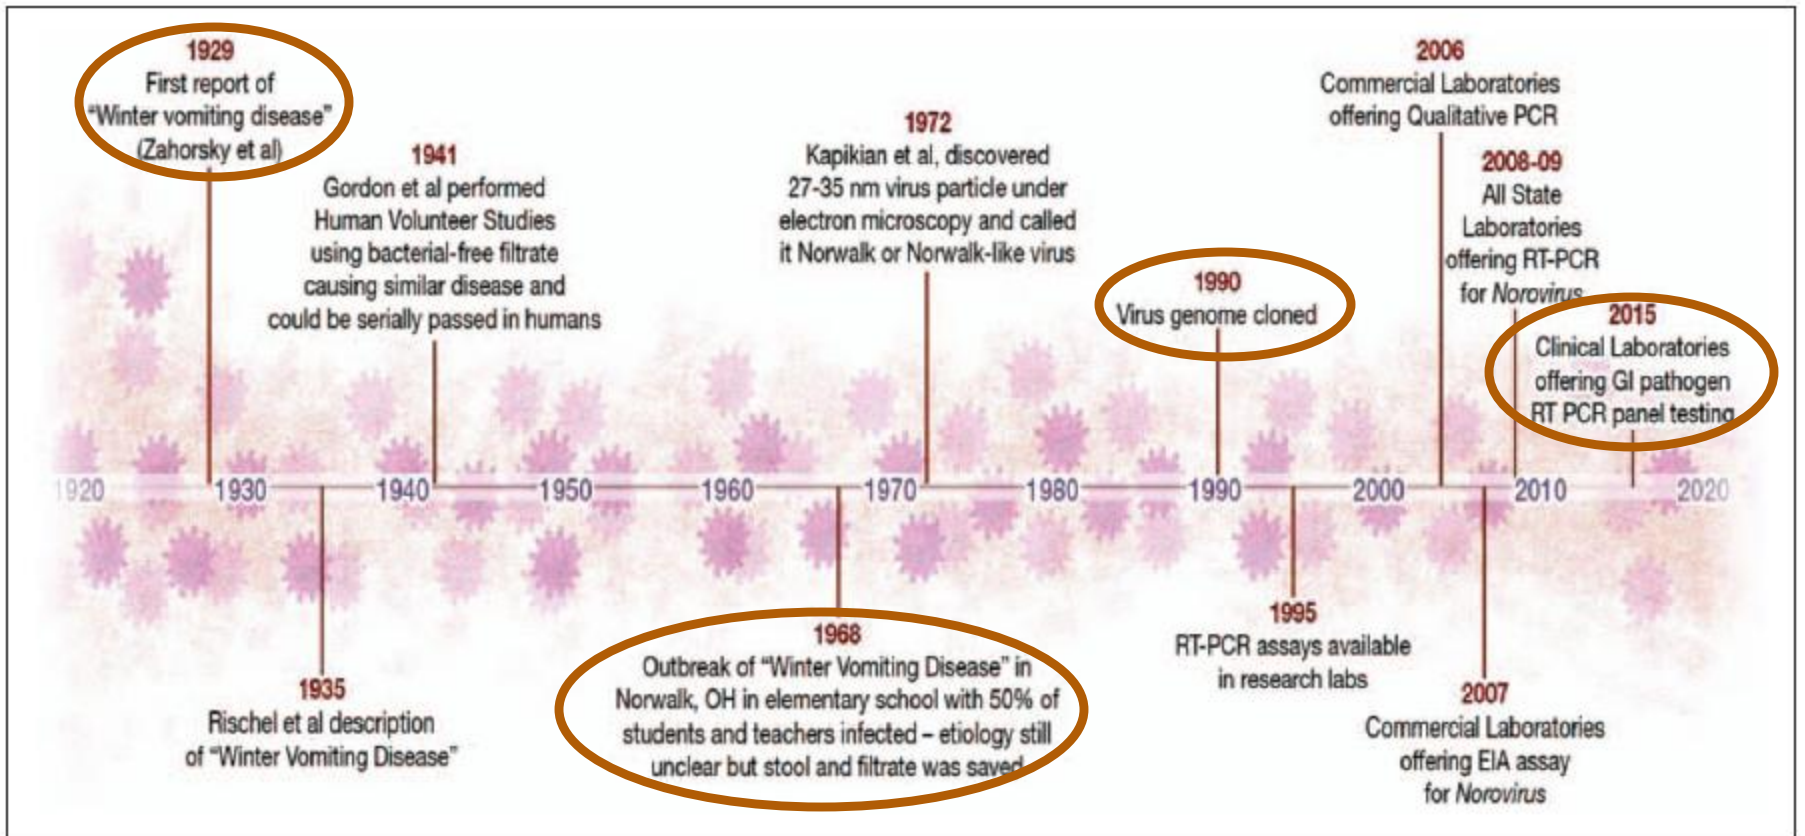 1929
First report of
“Winter vomiting disease”
(Zahorsky et al)
1941
Gordon et al performed
Human Volunteer Studies
using bacterial-free filtrate
causing similar disease and
could be serially passed in humans
1972
Kapikian et al, discovered
27-35 nm virus particle under
electron microscopy and called
it Norwalk or Norwalk-like virus
1990
Virus genome cloned
2006
Commercial Laboratories
offering Qualitative PCR
2008-09
All State
Laboratories
offering RT-PCR
for Norovirus
2015
Clinical Laboratories
offering GI pathogen
RT PCR panel testing
1920 1930 1940 1950 1960 1970 1980 1990 2000 2010 2020
1935
Rischel et al description
of “Winter Vomiting Disease”
1968
Outbreak of “Winter Vomiting Disease” in
Norwalk, OH in elementary school with 50% of
students and teachers infected – etiology still
unclear but stool and filtrate was saved
1995
RT-PCR assays available
in research labs
2007
Commercial Laboratories
offering EIA assay
for Norovirus